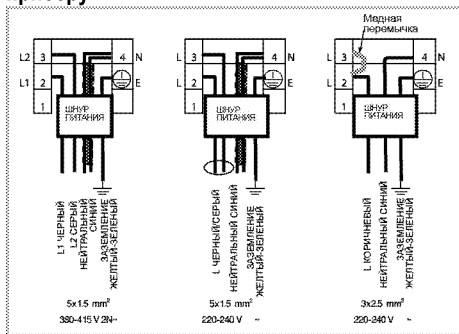 Медная
перемычка
L2 3 4 N
L1 2 E
1
ШНУР
ПИТАНИЯ
L1 ЧЕРНЫЙ
L2 СЕРЫЙ
НЕЙТРАЛЬНЫЙ
СИНИЙ
ЗАЗЕМЛЕНИЕ
ЖЕЛТЫЙ-ЗЕЛЕНЫЙ
5x1.5 mm²
380-415 V 2N~
L 3 4 N
L 2 E
1
ШНУР
ПИТАНИЯ
L ЧЕРНЫЙ/СЕРЫЙ
НЕЙТРАЛЬНЫЙ СИНИЙ
ЗАЗЕМЛЕНИЕ
ЖЕЛТЫЙ-ЗЕЛЕНЫЙ
5x1.5 mm²
220-240 V ~
L 3 4 N
L 2 E
1
ШНУР
ПИТАНИЯ
L КОРИЧНЕВЫЙ
НЕЙТРАЛЬНЫЙ СИНИЙ
ЗАЗЕМЛЕНИЕ
ЖЕЛТЫЙ-ЗЕЛЕНЫЙ
3x2.5 mm²
220-240 V ~